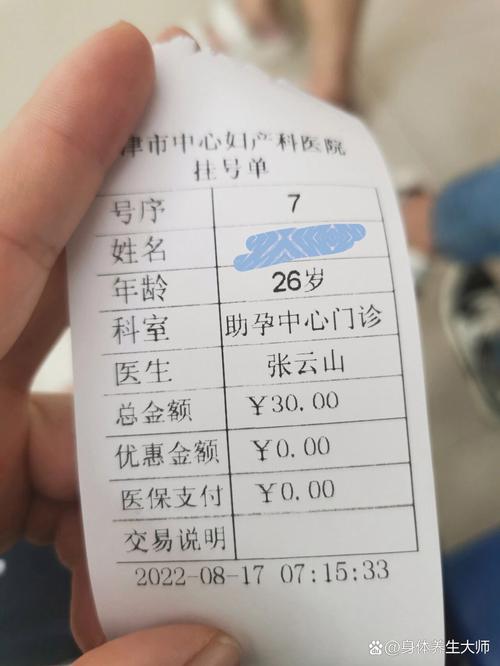 津市中心妇产科医院
挂号单
号序 7
姓名
年龄 26岁
科室 助孕中心门诊
医生 张云山
总金额 ¥30.00
优惠金额 ¥0.00
医保支付 ¥0.00
交易说明
2022-08-17 07:15:33
身体养生大师